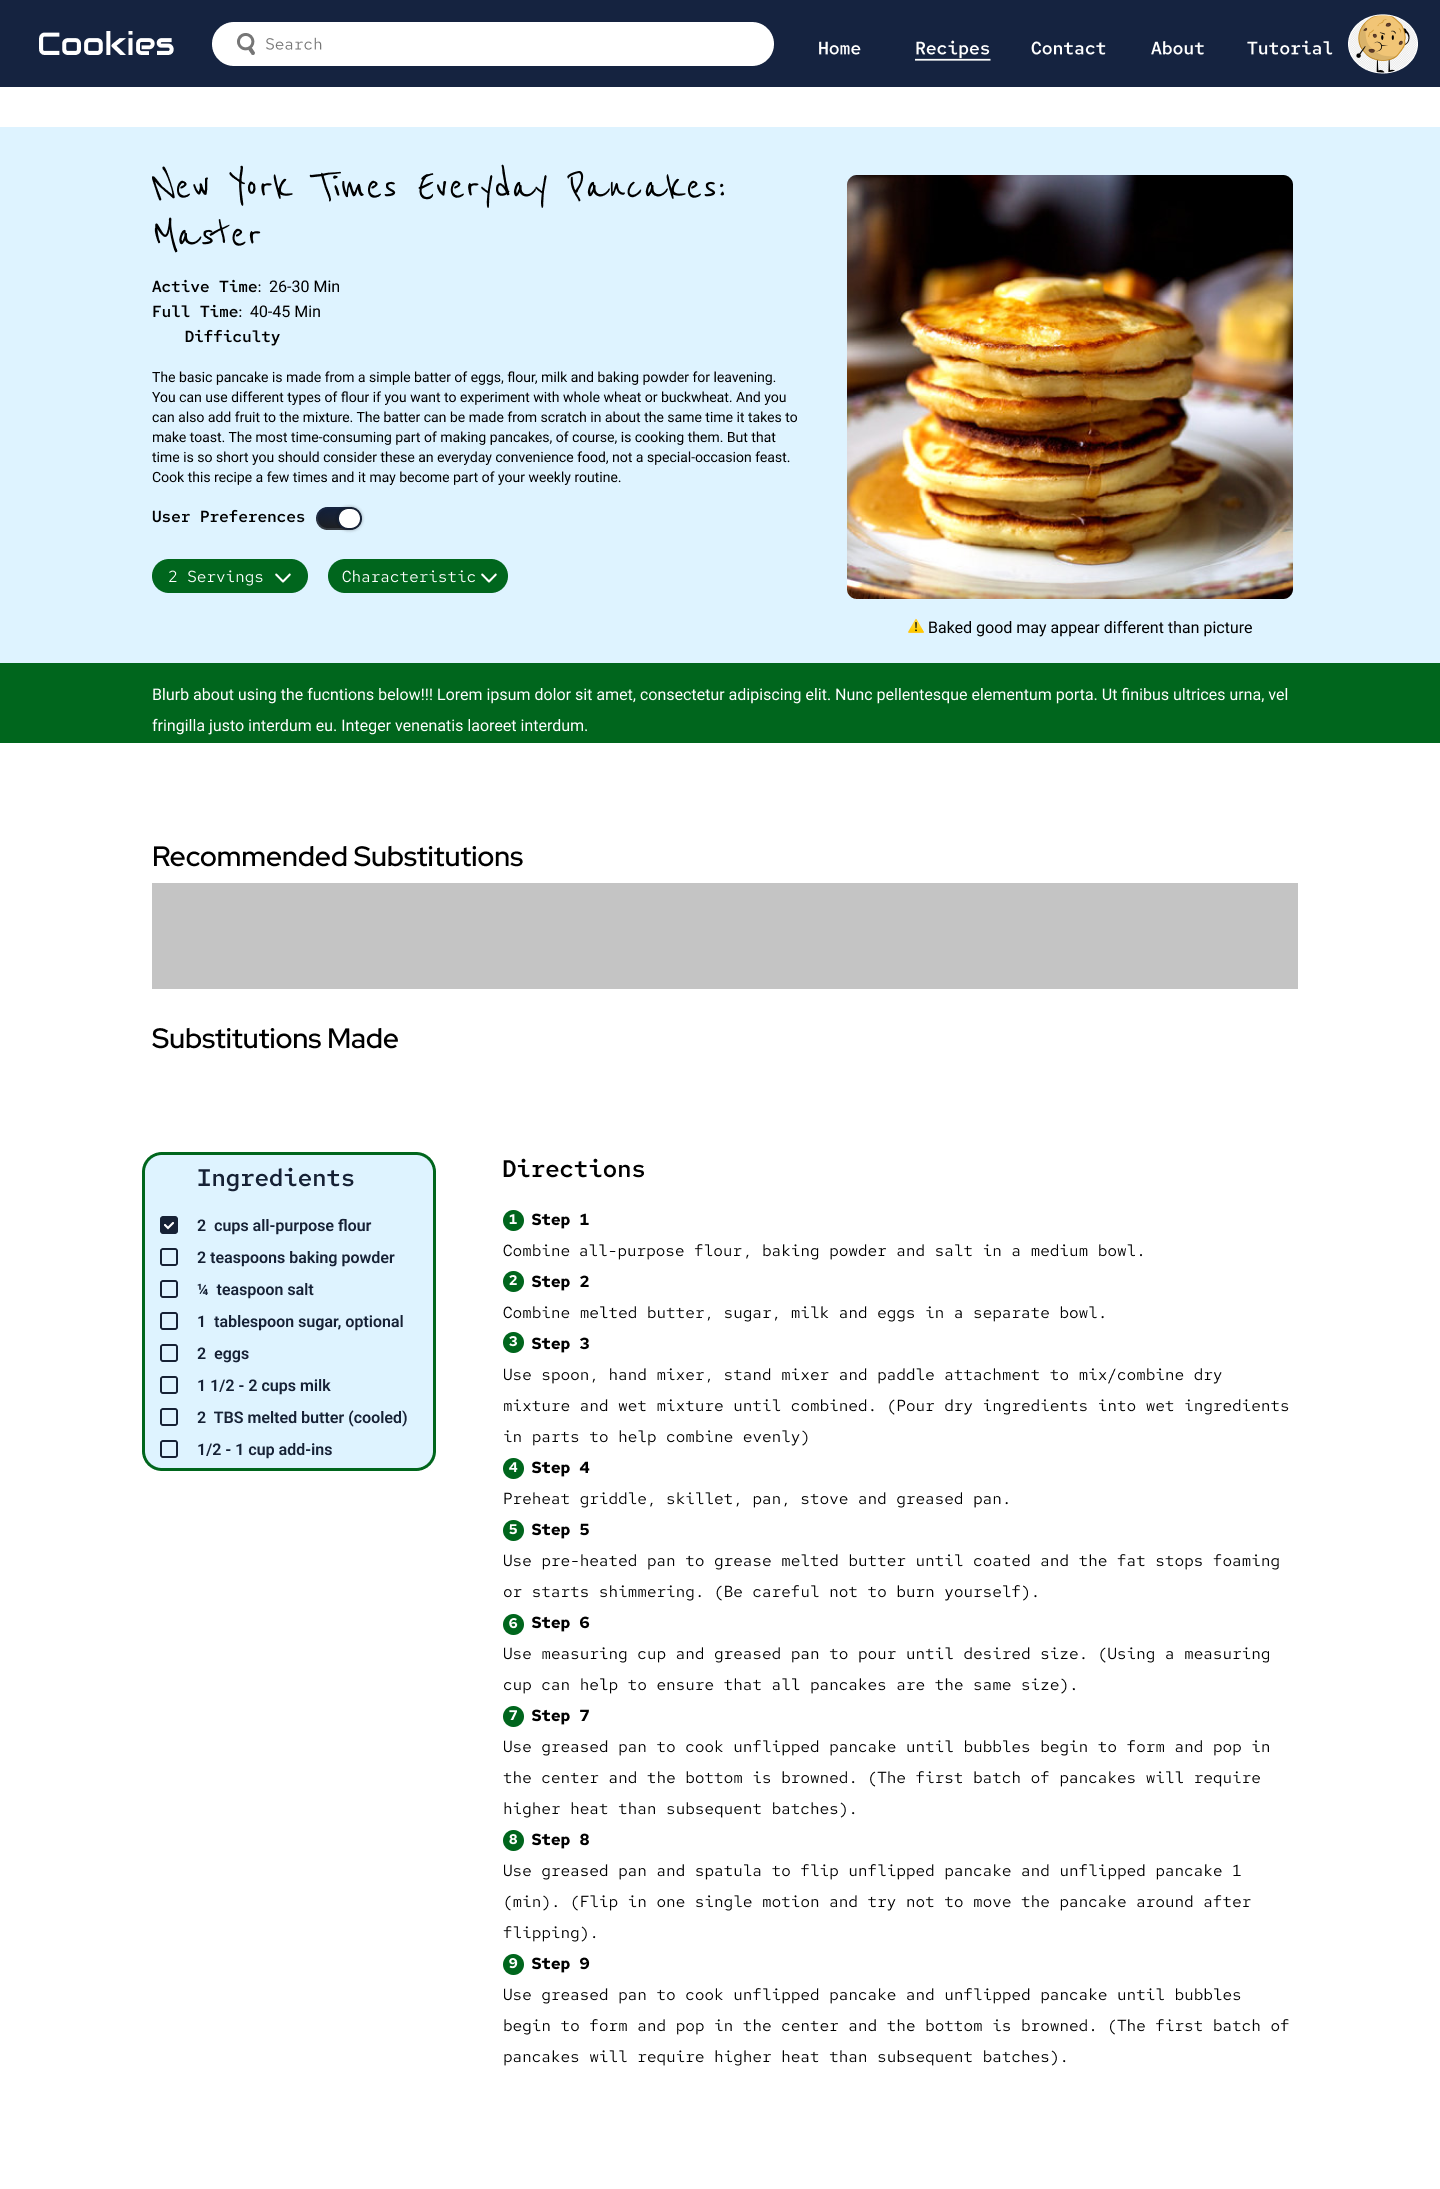 Cookies
Search
Home
Recipes
Contact
About
Tutorial
New York Times Everyday Pancakes:
Master
Active Time: 26-30 Min
Full Time: 40-45 Min
Difficulty
The basic pancake is made from a simple batter of eggs, flour, milk and baking powder for leavening.
You can use different types of flour if you want to experiment with whole wheat or buckwheat. And you
can also add fruit to the mixture. The batter can be made from scratch in about the same time it takes to
make toast. The most time-consuming part of making pancakes, of course, is cooking them. But that
time is so short you should consider these an everyday convenience food, not a special-occasion feast.
Cook this recipe a few times and it may become part of your weekly routine.
User Preferences
2 Servings
Characteristic
Baked good may appear different than picture
Blurb about using the fucntions below!!! Lorem ipsum dolor sit amet, consectetur adipiscing elit. Nunc pellentesque elementum porta. Ut finibus ultrices urna, vel
fringilla justo interdum eu. Integer venenatis laoreet interdum.
Recommended Substitutions
Substitutions Made
Ingredients
2 cups all-purpose flour
2 teaspoons baking powder
¼ teaspoon salt
1 tablespoon sugar, optional
2 eggs
1 1/2 - 2 cups milk
2 TBS melted butter (cooled)
1/2 - 1 cup add-ins
Directions
1 Step 1
Combine all-purpose flour, baking powder and salt in a medium bowl.
2 Step 2
Combine melted butter, sugar, milk and eggs in a separate bowl.
3 Step 3
Use spoon, hand mixer, stand mixer and paddle attachment to mix/combine dry
mixture and wet mixture until combined. (Pour dry ingredients into wet ingredients
in parts to help combine evenly)
4 Step 4
Preheat griddle, skillet, pan, stove and greased pan.
5 Step 5
Use pre-heated pan to grease melted butter until coated and the fat stops foaming
or starts shimmering. (Be careful not to burn yourself).
6 Step 6
Use measuring cup and greased pan to pour until desired size. (Using a measuring
cup can help to ensure that all pancakes are the same size).
7 Step 7
Use greased pan to cook unflipped pancake until bubbles begin to form and pop in
the center and the bottom is browned. (The first batch of pancakes will require
higher heat than subsequent batches).
8 Step 8
Use greased pan and spatula to flip unflipped pancake and unflipped pancake 1
(min). (Flip in one single motion and try not to move the pancake around after
flipping).
9 Step 9
Use greased pan to cook unflipped pancake and unflipped pancake until bubbles
begin to form and pop in the center and the bottom is browned. (The first batch of
pancakes will require higher heat than subsequent batches).